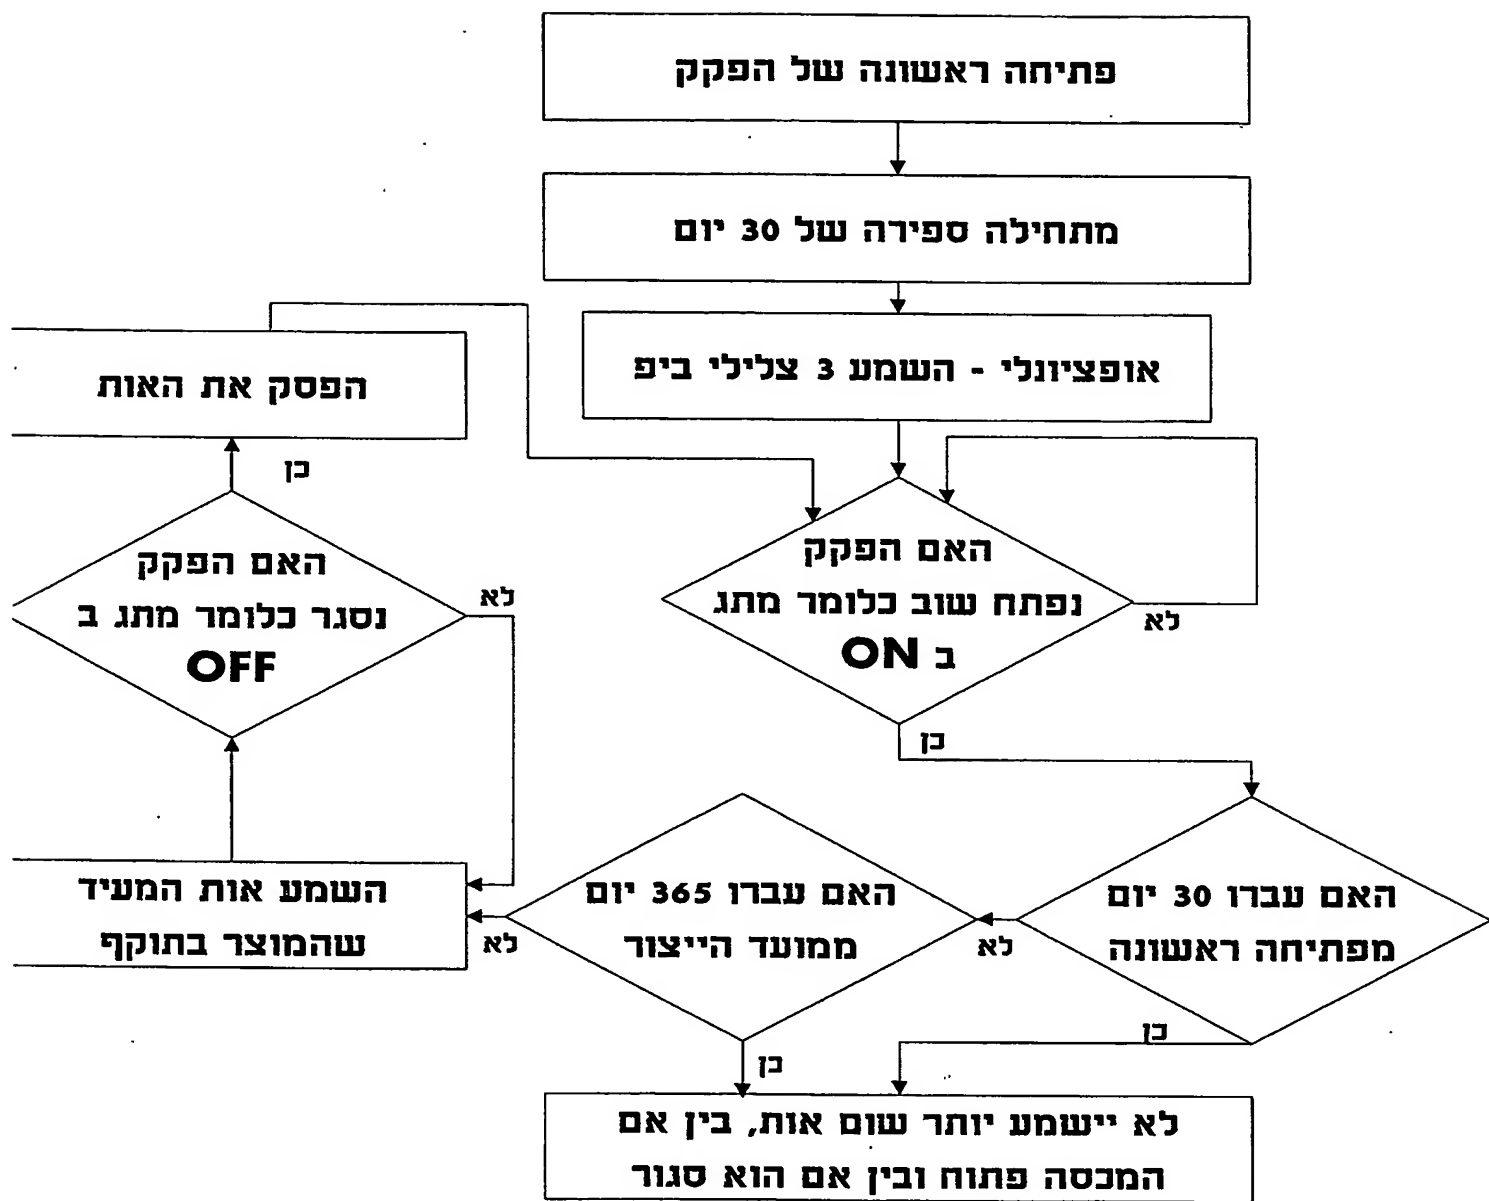 פתיחה ראשונה של הפקק
מתחילה ספירה של 30 יום
אופציונלי - השמע 3 צלילי ביפ
האם הפקק
נפתח שוב כלומר מתג
ב ON
לא
כן
האם עברו 30 יום
מפתיחה ראשונה
לא
כן
האם עברו 365 יום
ממועד הייצור
לא
כן
השמע אות המעיד
שהמוצר בתוקף
האם הפקק
נסגר כלומר מתג ב
OFF
לא
כן
הפסק את האות
לא יישמע יותר שום אות, בין אם
המכסה פתוח ובין אם הוא סגור